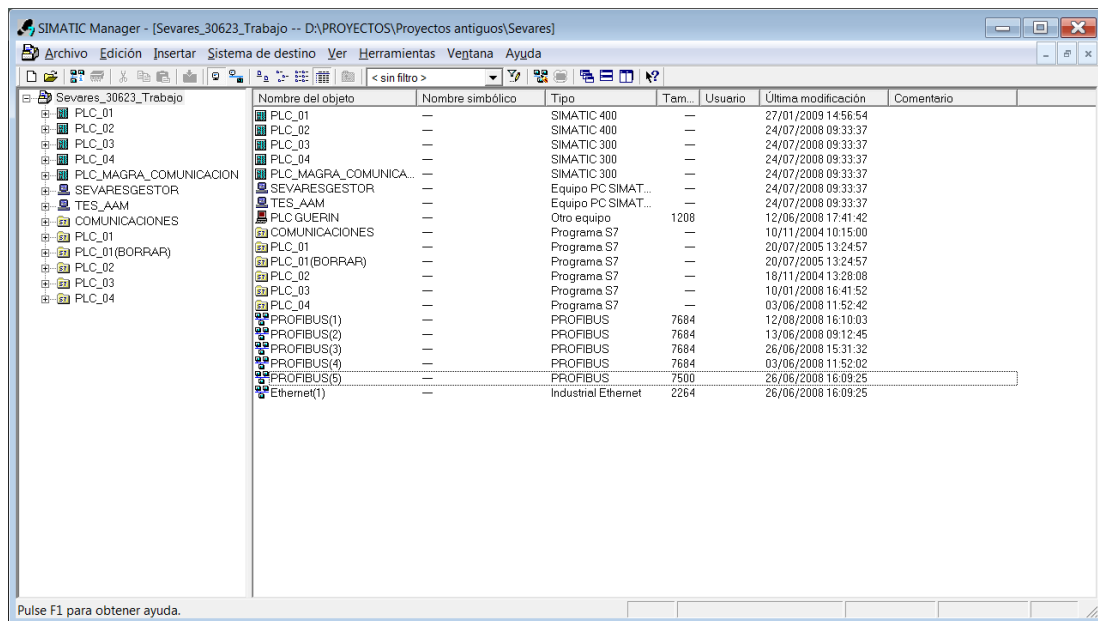 SIMATIC Manager - [Sevares_30623_Trabajo -- D:\PROYECTOS\Proyectos antiguos\Sevares]
Archivo Edición Insertar Sistema de destino Ver Herramientas Ventana Ayuda
< sin filtro >
Sevares_30623_Trabajo
PLC_01
PLC_02
PLC_03
PLC_04
PLC_MAGRA_COMUNICACION
SEVARESGESTOR
TES_AAM
COMUNICACIONES
PLC_01
PLC_01(BORRAR)
PLC_02
PLC_03
PLC_04
Nombre del objeto Nombre simbólico Tipo Tam... Usuario Última modificación Comentario
PLC_01 — SIMATIC 400 — 27/01/2009 14:56:54
PLC_02 — SIMATIC 400 — 24/07/2008 09:33:37
PLC_03 — SIMATIC 300 — 24/07/2008 09:33:37
PLC_04 — SIMATIC 300 — 24/07/2008 09:33:37
PLC_MAGRA_COMUNICA... — SIMATIC 300 — 24/07/2008 09:33:37
SEVARESGESTOR — Equipo PC SIMAT... — 24/07/2008 09:33:37
TES_AAM — Equipo PC SIMAT... — 24/07/2008 09:33:37
PLC GUERIN — Otro equipo 1208 12/06/2008 17:41:42
COMUNICACIONES — Programa S7 — 10/11/2004 10:15:00
PLC_01 — Programa S7 — 20/07/2005 13:24:57
PLC_01(BORRAR) — Programa S7 — 20/07/2005 13:24:57
PLC_02 — Programa S7 — 18/11/2004 13:28:08
PLC_03 — Programa S7 — 10/01/2008 16:41:52
PLC_04 — Programa S7 — 03/06/2008 11:52:42
PROFIBUS(1) — PROFIBUS 7684 12/08/2008 16:10:03
PROFIBUS(2) — PROFIBUS 7684 13/06/2008 09:12:45
PROFIBUS(3) — PROFIBUS 7684 26/06/2008 15:31:32
PROFIBUS(4) — PROFIBUS 7684 03/06/2008 11:52:02
PROFIBUS(5) — PROFIBUS 7500 26/06/2008 16:09:25
Ethernet(1) — Industrial Ethernet 2264 26/06/2008 16:09:25
Pulse F1 para obtener ayuda.